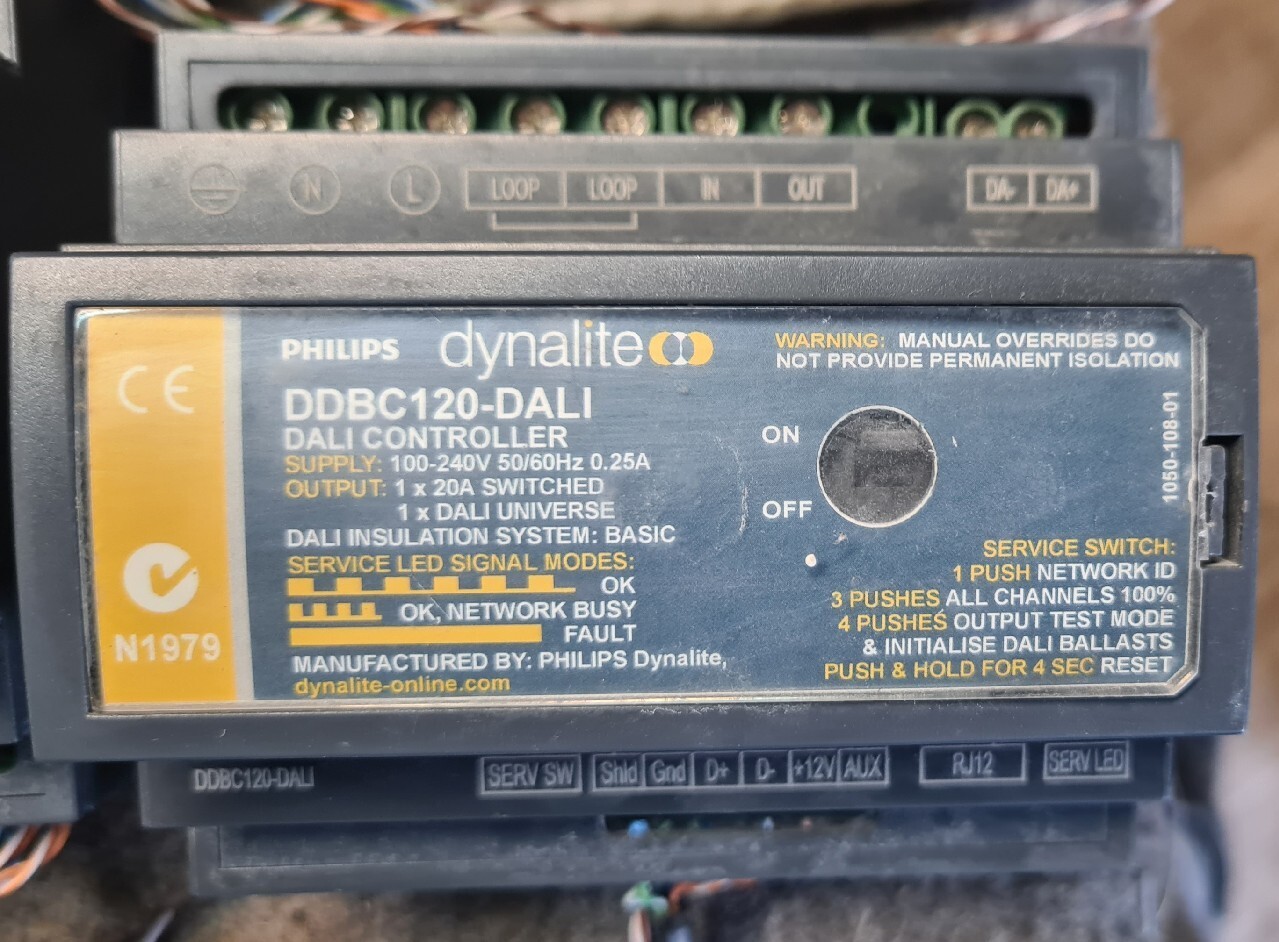 N L LOOP LOOP IN OUT DA- DA+
CE
N1979
PHILIPS dynalite
DDBC120-DALI
DALI CONTROLLER
SUPPLY: 100-240V 50/60Hz 0.25A
OUTPUT: 1 x 20A SWITCHED
1 x DALI UNIVERSE
DALI INSULATION SYSTEM: BASIC
SERVICE LED SIGNAL MODES:
OK
OK, NETWORK BUSY
FAULT
MANUFACTURED BY: PHILIPS Dynalite,
dynalite-online.com
WARNING: MANUAL OVERRIDES DO
NOT PROVIDE PERMANENT ISOLATION
ON
OFF
1050-108-01
SERVICE SWITCH:
1 PUSH NETWORK ID
3 PUSHES ALL CHANNELS 100%
4 PUSHES OUTPUT TEST MODE
& INITIALISE DALI BALLASTS
PUSH & HOLD FOR 4 SEC RESET
DDBC120-DALI SERV SW Shld Gnd D+ D- +12V AUX RJ12 SERV LED